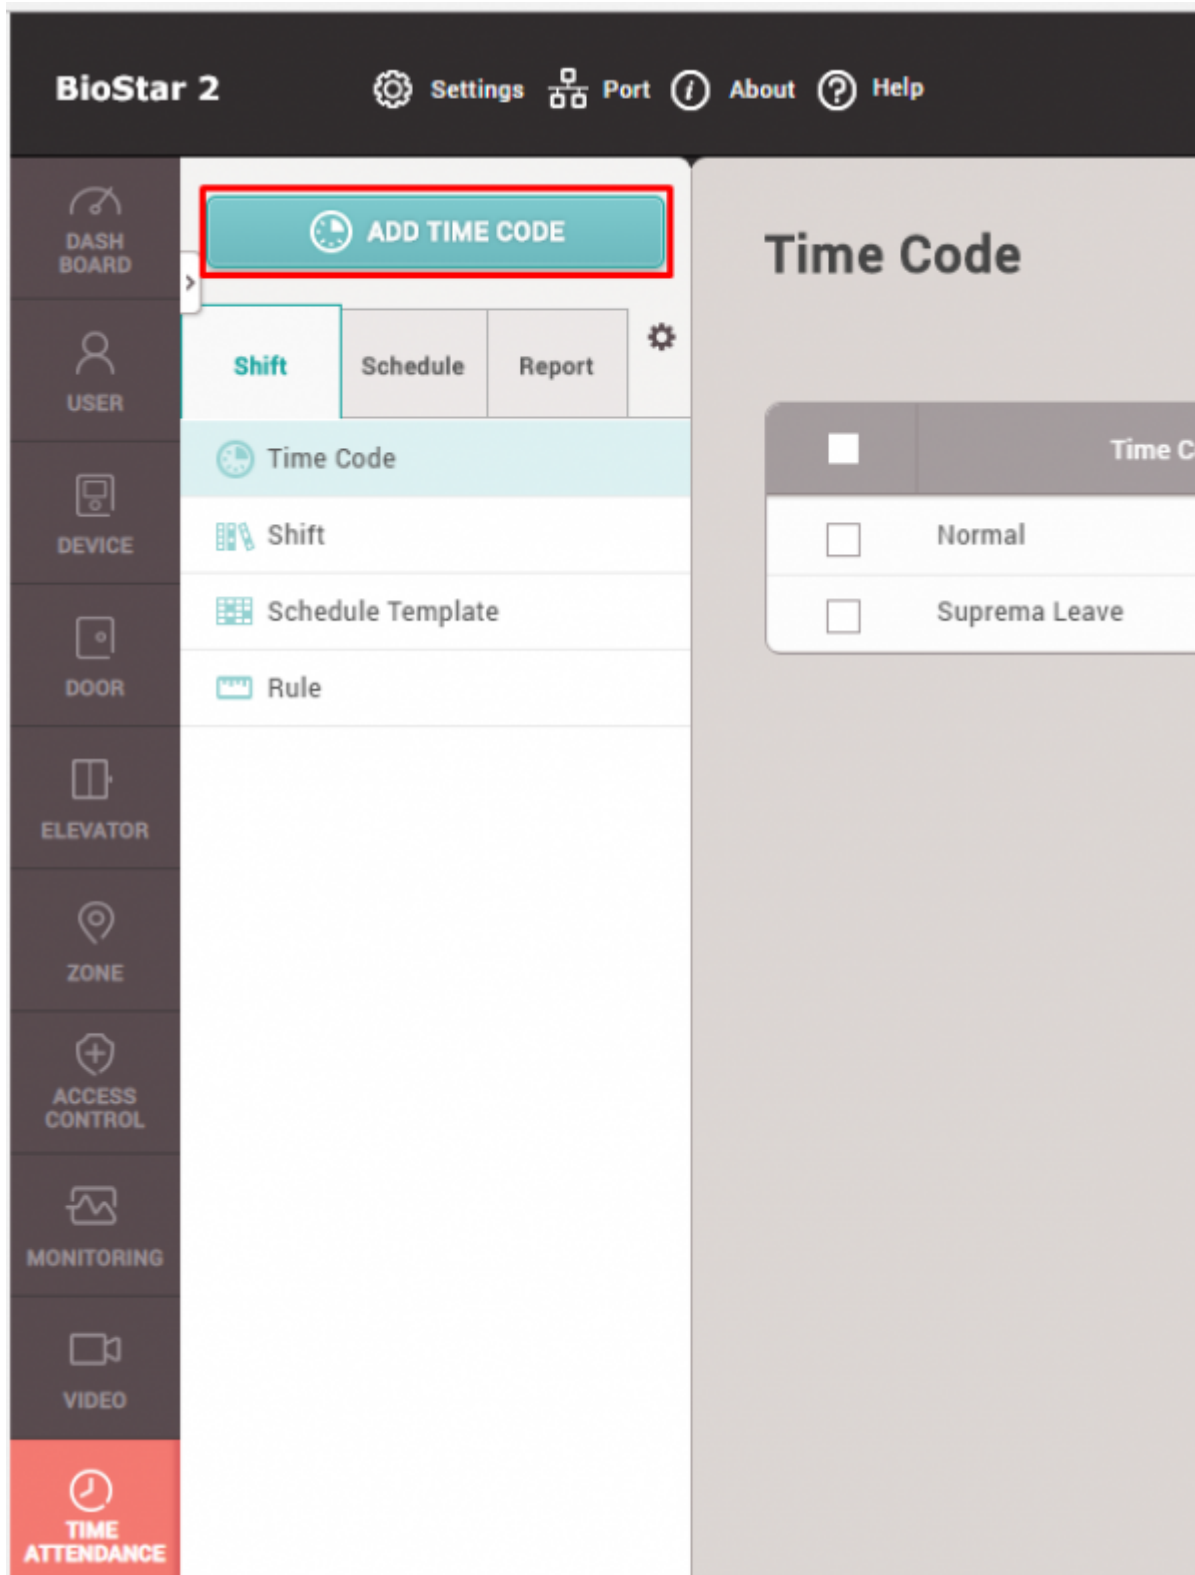 BioStar 2
Settings Port About Help
DASH
BOARD
USER
DEVICE
DOOR
ELEVATOR
ZONE
ACCESS
CONTROL
MONITORING
VIDEO
TIME
ATTENDANCE
ADD TIME CODE
Shift Schedule Report
Time Code
Shift
Schedule Template
Rule
Time Code
Time C
Normal
Suprema Leave